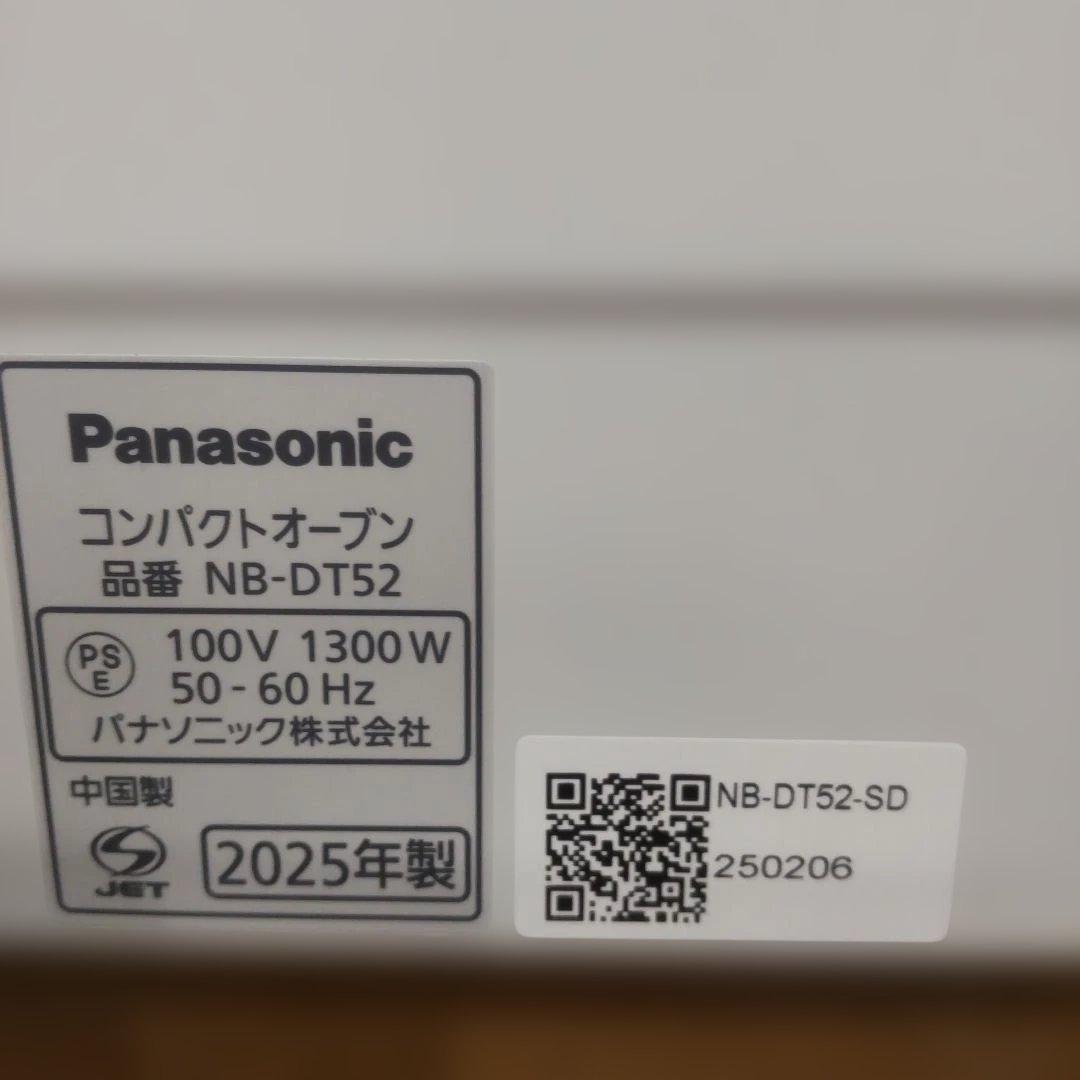 Panasonic
コンパクトオーブン
品番 NB-DT52
PS
E
100V 1300W
50-60Hz
パナソニック株式会社
中国製
JET
2025年製
NB-DT52-SD
250206